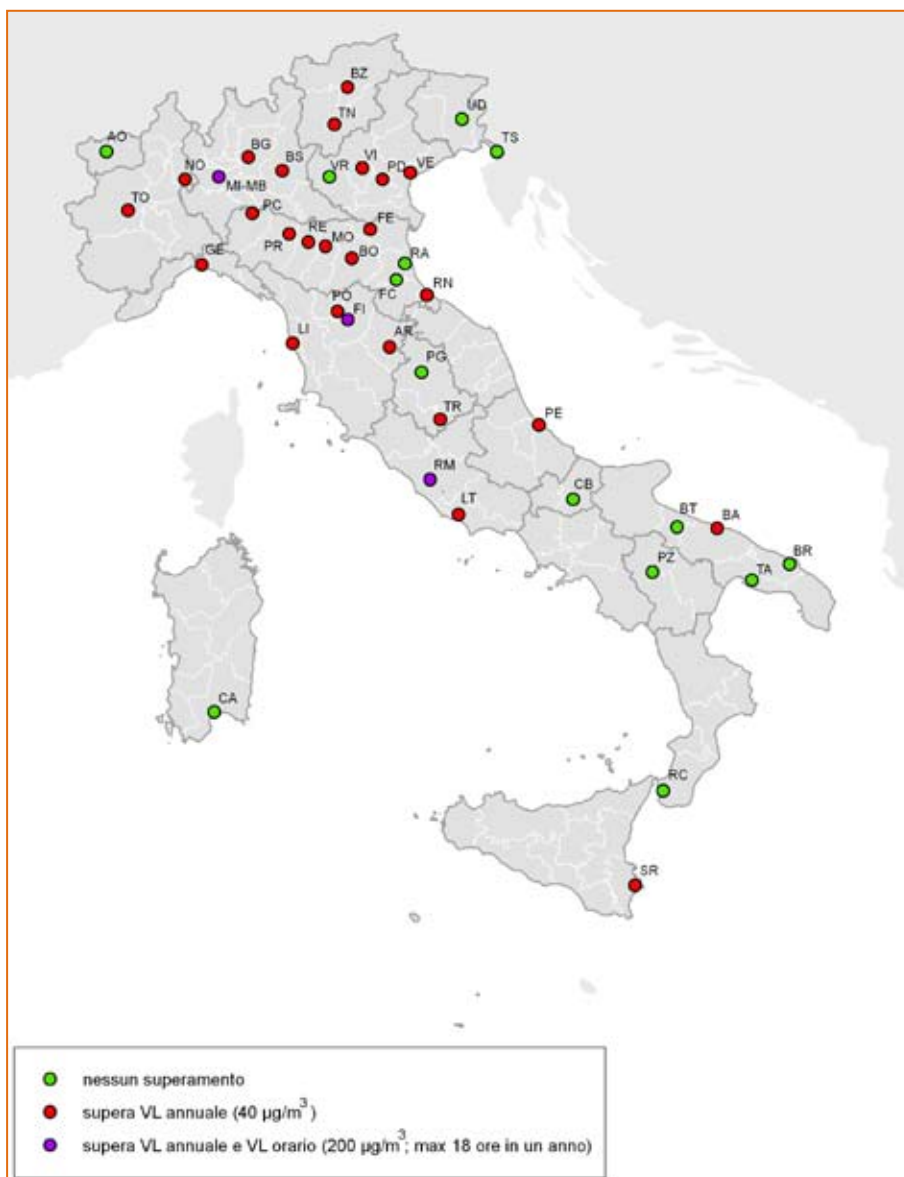 BZ
UD
TN
AO
TS
BG
VI
BS
VE
NO
VR
PD
MI-MB
TO
PC
FE
RE
MO
PR
BO
RA
GE
FC
RN
PO
FI
LI
AR
PG
TR
PE
RM
CB
LT
BT
BA
PZ
BR
TA
CA
RC
SR
nessun superamento
supera VL annuale (40 µg/m³)
supera VL annuale e VL orario (200 µg/m³; max 18 ore in un anno)